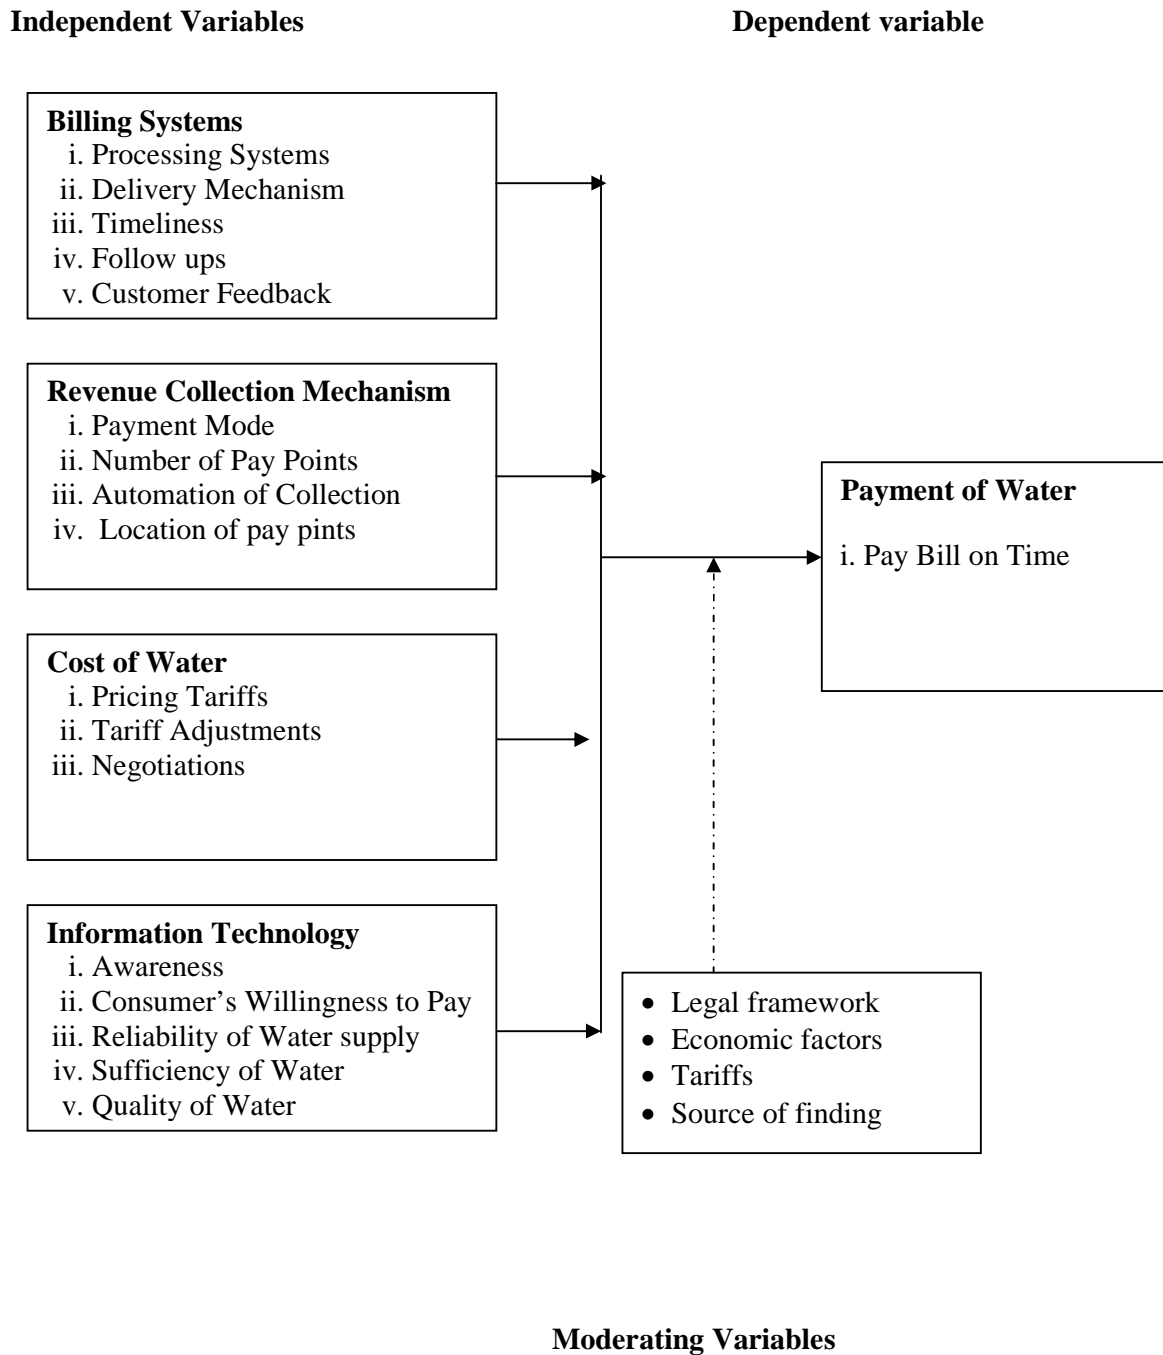 Independent Variables
Dependent variable
Billing Systems
i. Processing Systems
ii. Delivery Mechanism
iii. Timeliness
iv. Follow ups
v. Customer Feedback
Revenue Collection Mechanism
i. Payment Mode
ii. Number of Pay Points
iii. Automation of Collection
iv. Location of pay pints
Cost of Water
i. Pricing Tariffs
ii. Tariff Adjustments
iii. Negotiations
Information Technology
i. Awareness
ii. Consumer’s Willingness to Pay
iii. Reliability of Water supply
iv. Sufficiency of Water
v. Quality of Water
Payment of Water
i. Pay Bill on Time
• Legal framework
• Economic factors
• Tariffs
• Source of finding
Moderating Variables